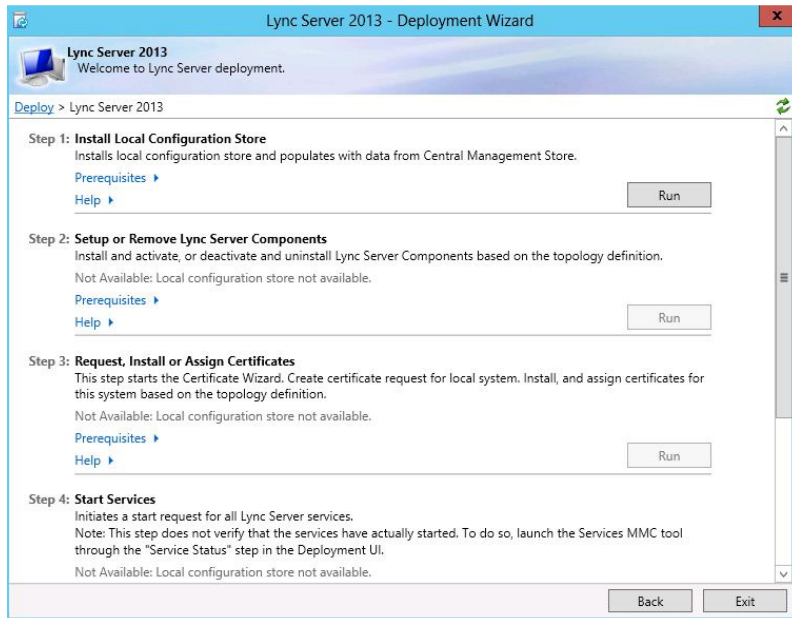 Lync Server 2013 - Deployment Wizard
x
Lync Server 2013
Welcome to Lync Server deployment.
Deploy > Lync Server 2013
Step 1: Install Local Configuration Store
Installs local configuration store and populates with data from Central Management Store.
Prerequisites
Help
Run
Step 2: Setup or Remove Lync Server Components
Install and activate, or deactivate and uninstall Lync Server Components based on the topology definition.
Not Available: Local configuration store not available.
Prerequisites
Help
Run
Step 3: Request, Install or Assign Certificates
This step starts the Certificate Wizard. Create certificate request for local system. Install, and assign certificates for
this system based on the topology definition.
Not Available: Local configuration store not available.
Prerequisites
Help
Run
Step 4: Start Services
Initiates a start request for all Lync Server services.
Note: This step does not verify that the services have actually started. To do so, launch the Services MMC tool
through the "Service Status" step in the Deployment UI.
Not Available: Local configuration store not available.
Back
Exit